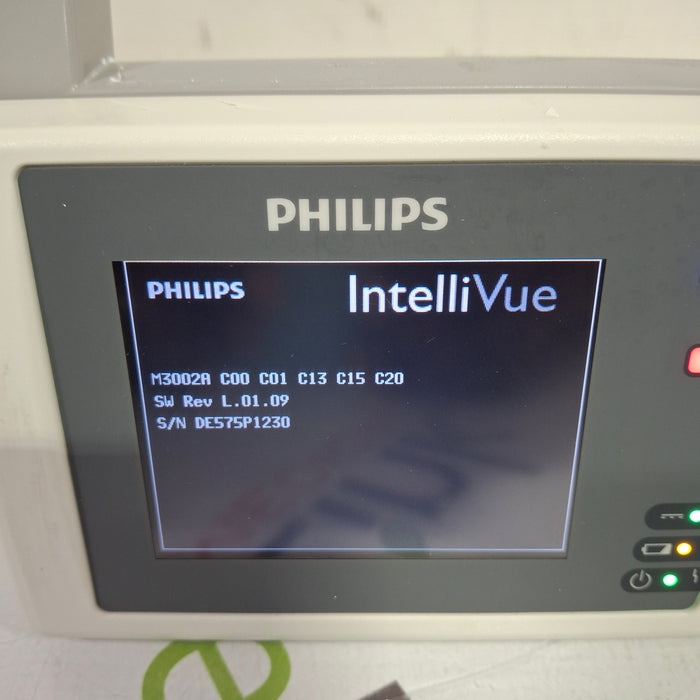 PHILIPS
PHILIPS IntelliVue
M3002A C00 C01 C13 C15 C20
SW Rev L.01.09
S/N DE575P1230